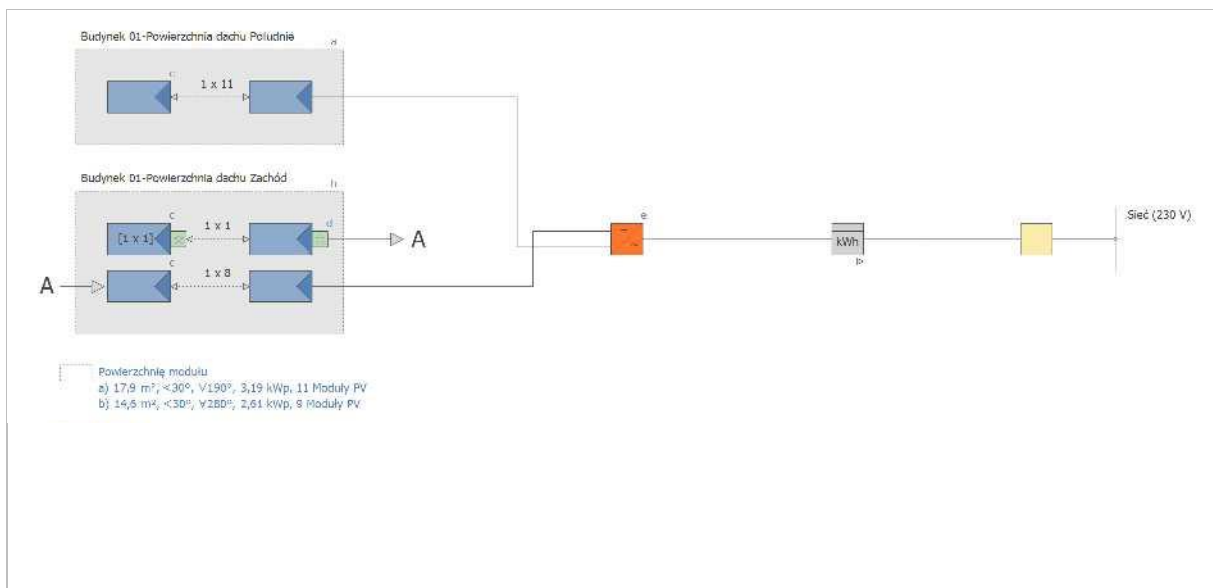 Budynek 01-Powierzchnia dachu Południe
a
c
1 x 11
Budynek 01-Powierzchnia dachu Zachód
b
c
[1 x 1]
1 x 1
d
A
c
1 x 8
A
e
kWh
Sieć (230 V)
Powierzchnię modułu
a) 17,9 m², <30°, ∀190°, 3,19 kWp, 11 Moduły PV
b) 14,6 m², <30°, ∀280°, 2,61 kWp, 9 Moduły PV